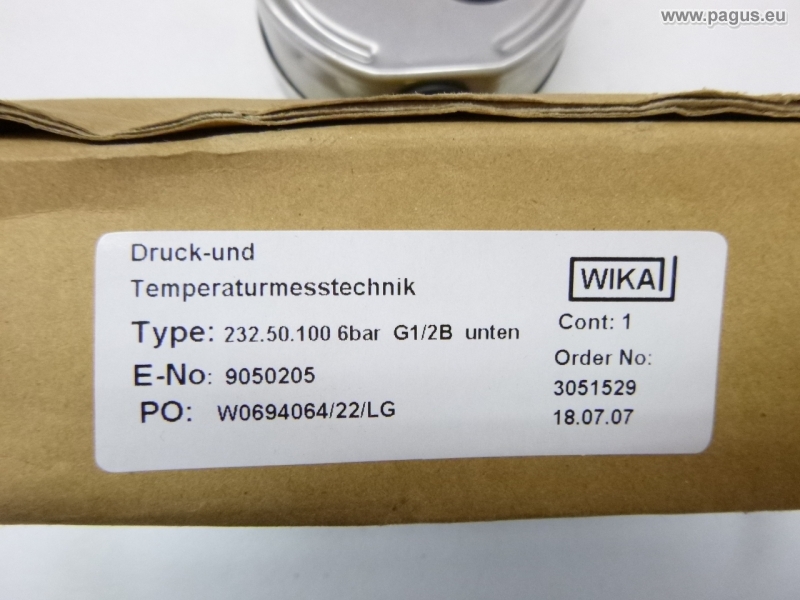 www.pagus.eu
Druck-und
Temperaturmesstechnik
WIKA
Type: 232.50.100 6bar G1/2B unten
Cont: 1
E-No: 9050205
Order No:
3051529
PO: W0694064/22/LG
18.07.07